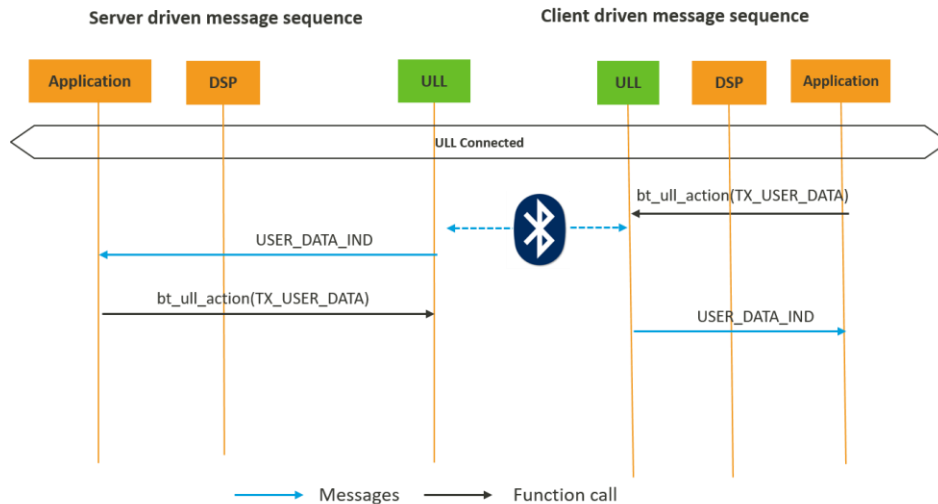 Server driven message sequence
Client driven message sequence
Application
DSP
ULL
ULL
DSP
Application
ULL Connected
bt_ull_action(TX_USER_DATA)
USER_DATA_IND
bt_ull_action(TX_USER_DATA)
USER_DATA_IND
Messages
Function call